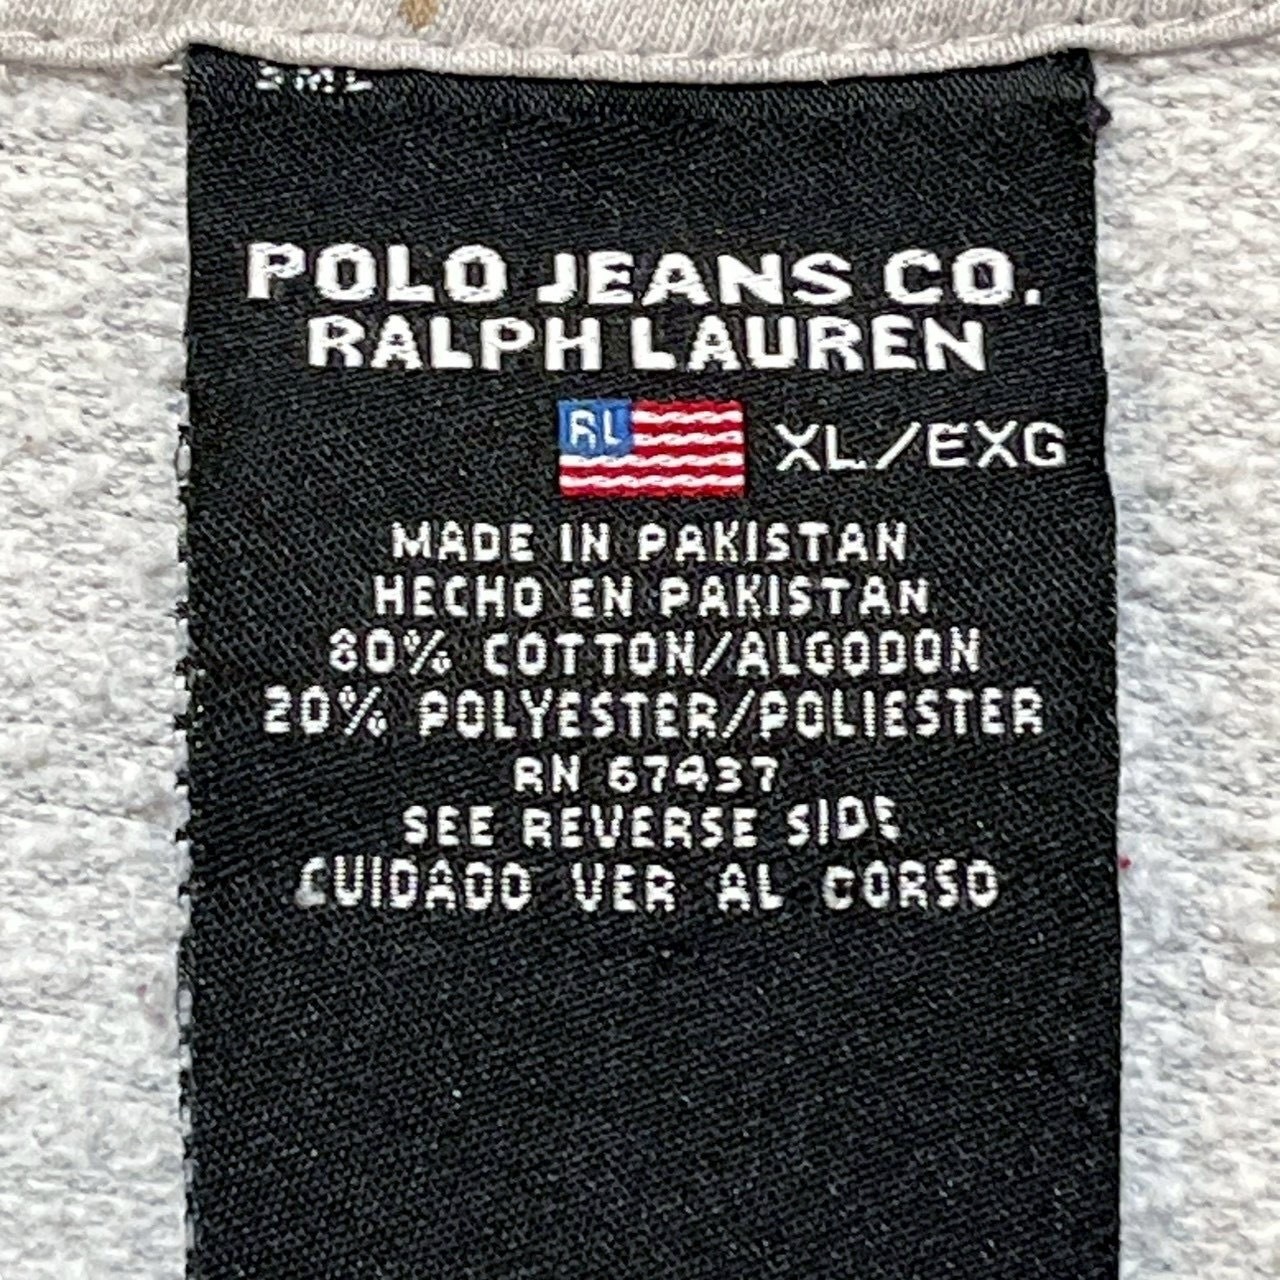 POLO JEANS CO.
RALPH LAUREN
RL XL/EXG
MADE IN PAKISTAN
HECHO EN PAKISTAN
80% COTTON/ALGODON
20% POLYESTER/POLIESTER
RN 67437
SEE REVERSE SIDE
CUIDADO VER AL DORSO